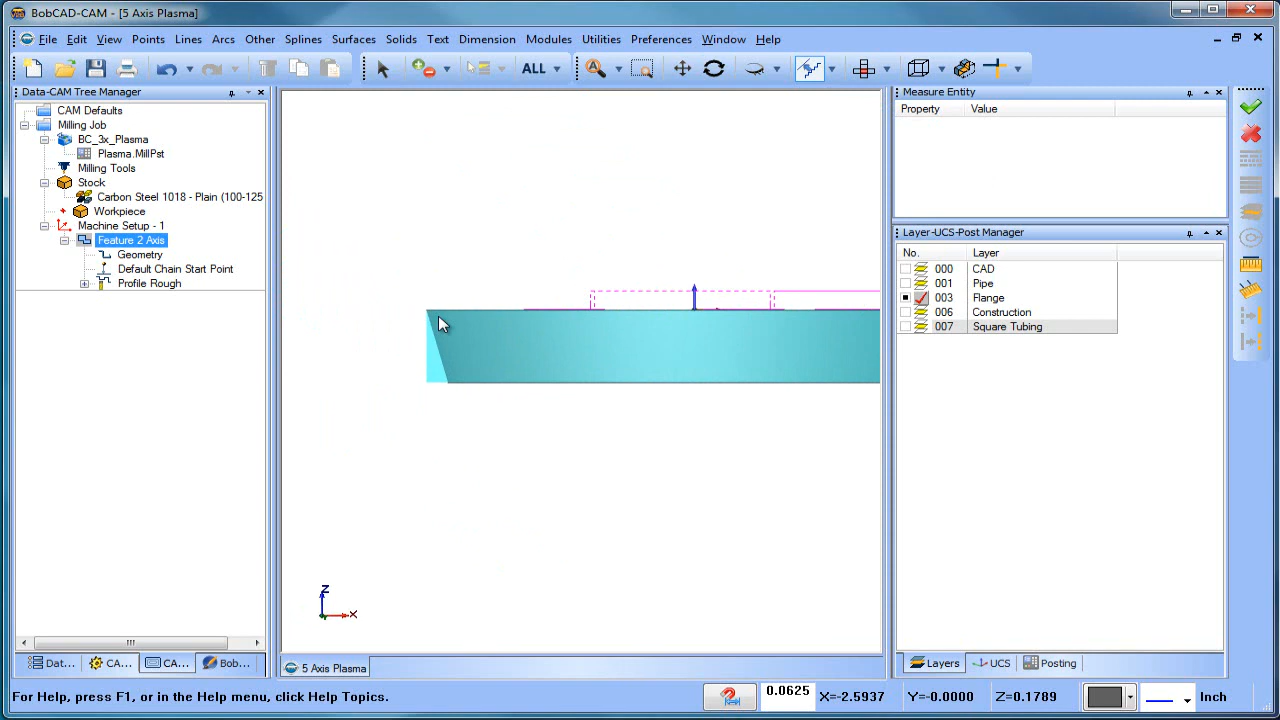 BobCAD-CAM - [5 Axis Plasma]
File Edit View Points Lines Arcs Other Splines Surfaces Solids Text Dimension Modules Utilities Preferences Window Help
ALL
Data-CAM Tree Manager
CAM Defaults
Milling Job
BC_3x_Plasma
Plasma.MillPst
Milling Tools
Stock
Carbon Steel 1018 - Plain (100-125
Workpiece
Machine Setup - 1
Feature 2 Axis
Geometry
Default Chain Start Point
Profile Rough
Dat... CA... CA... Bob...
Z
X
5 Axis Plasma
Measure Entity
Property Value
Layer-UCS-Post Manager
No. Layer
000 CAD
001 Pipe
003 Flange
006 Construction
007 Square Tubing
Layers UCS Posting
For Help, press F1, or in the Help menu, click Help Topics. 0.0625 X=-2.5937 Y=-0.0000 Z=0.1789 Inch